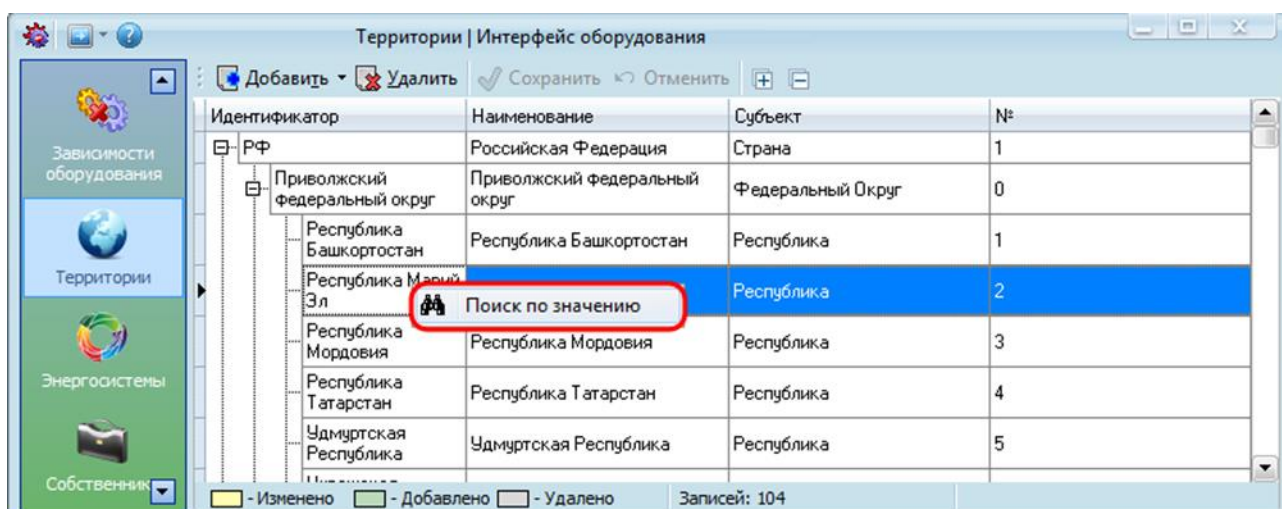 Территории | Интерфейс оборудования
Добавить Удалить Сохранить Отменить
Идентификатор Наименование Субъект №
РФ Российская Федерация Страна 1
Приволжский федеральный округ Приволжский Федеральный округ Федеральный Округ 0
Республика Башкортостан Республика Башкортостан Республика 1
Республика Марий Эл Республика 2
Поиск по значению
Республика Мордовия Республика Мордовия Республика 3
Республика Татарстан Республика Татарстан Республика 4
Удмуртская Республика Удмуртская Республика Республика 5
Зависимости
оборудования
Территории
Энергосистемы
Собственник
- Изменено - Добавлено - Удалено Записей: 104